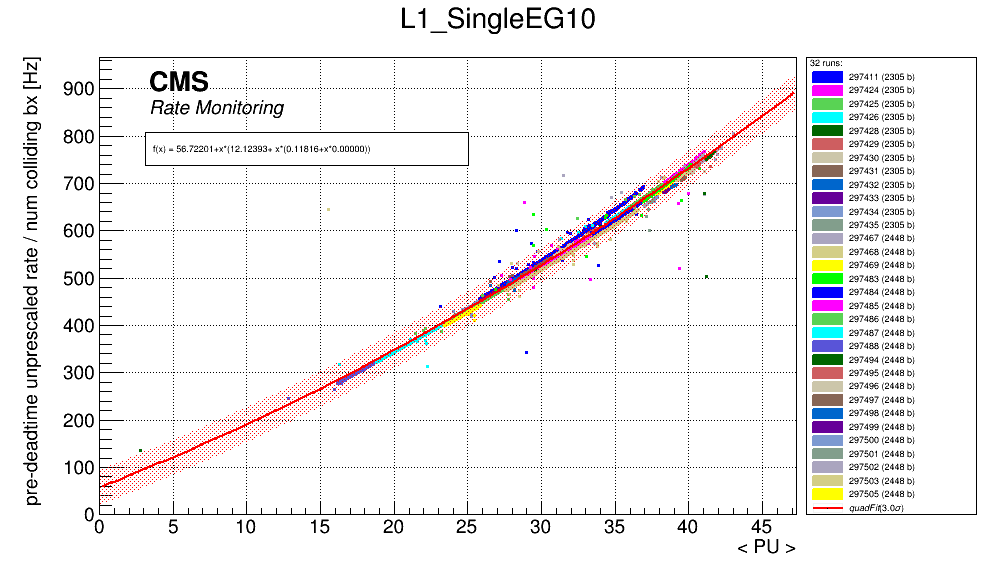 L1_SingleEG10
pre-deadtime unprescaled rate / num colliding bx [Hz]
CMS
Rate Monitoring
f(x) = 56.72201+x*(12.12393+ x*(0.11816+x*0.00000))
900
800
700
600
500
400
300
200
100
0
0 5 10 15 20 25 30 35 40 45
< PU >
32 runs:
297411 (2305 b)
297424 (2305 b)
297425 (2305 b)
297426 (2305 b)
297428 (2305 b)
297429 (2305 b)
297430 (2305 b)
297431 (2305 b)
297432 (2305 b)
297433 (2305 b)
297434 (2305 b)
297435 (2305 b)
297467 (2448 b)
297468 (2448 b)
297469 (2448 b)
297483 (2448 b)
297484 (2448 b)
297485 (2448 b)
297486 (2448 b)
297487 (2448 b)
297488 (2448 b)
297494 (2448 b)
297495 (2448 b)
297496 (2448 b)
297497 (2448 b)
297498 (2448 b)
297499 (2448 b)
297500 (2448 b)
297501 (2448 b)
297502 (2448 b)
297503 (2448 b)
297505 (2448 b)
quadFit(3.0σ)